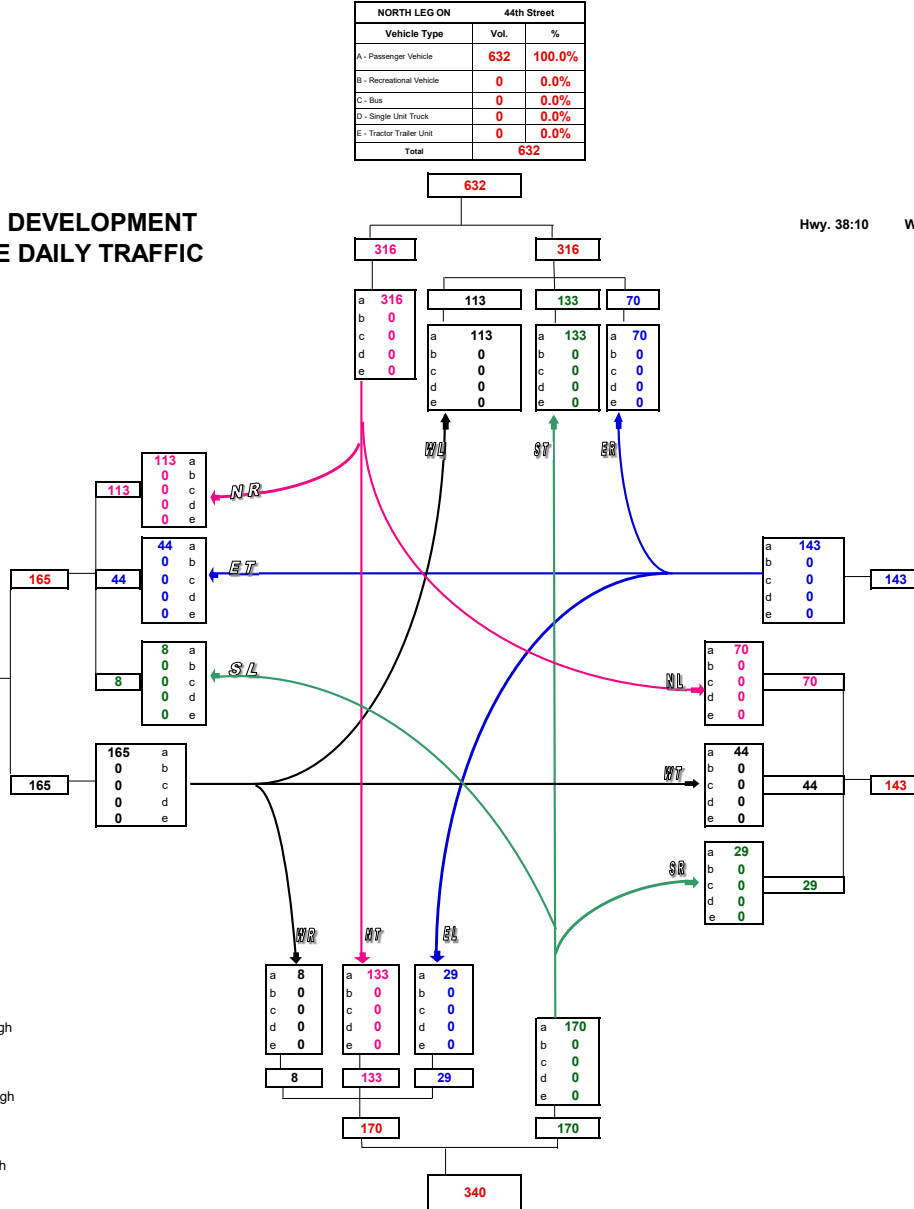 NORTH LEG ON 44th Street
Vehicle Type Vol. %
A - Passenger Vehicle 632 100.0%
B - Recreational Vehicle 0 0.0%
C - Bus 0 0.0%
D - Single Unit Truck 0 0.0%
E - Tractor Trailer Unit 0 0.0%
Total 632
632
DEVELOPMENT
E DAILY TRAFFIC
Hwy. 38:10 W
316 316
113 133 70
a 316
b 0
c 0
d 0
e 0
a 113
b 0
c 0
d 0
e 0
a 133
b 0
c 0
d 0
e 0
a 70
b 0
c 0
d 0
e 0
WL ST ER
113 a
0 b
0 c
0 d
0 e
113
NR
44 a
0 b
0 c
0 d
0 e
165 44
ET
a 143
b 0
c 0
d 0
e 0
143
8 a
0 b
0 c
0 d
0 e
8
SL
a 70
b 0
c 0
d 0
e 0
NL
70
165 a
0 b
0 c
0 d
0 e
165
a 44
b 0
c 0
d 0
e 0
WT
44 143
a 29
b 0
c 0
d 0
e 0
SR
29
WR NT EL
a 8
b 0
c 0
d 0
e 0
a 133
b 0
c 0
d 0
e 0
a 29
b 0
c 0
d 0
e 0
a 170
b 0
c 0
d 0
e 0
gh
8 133 29
gh
170 170
h
340